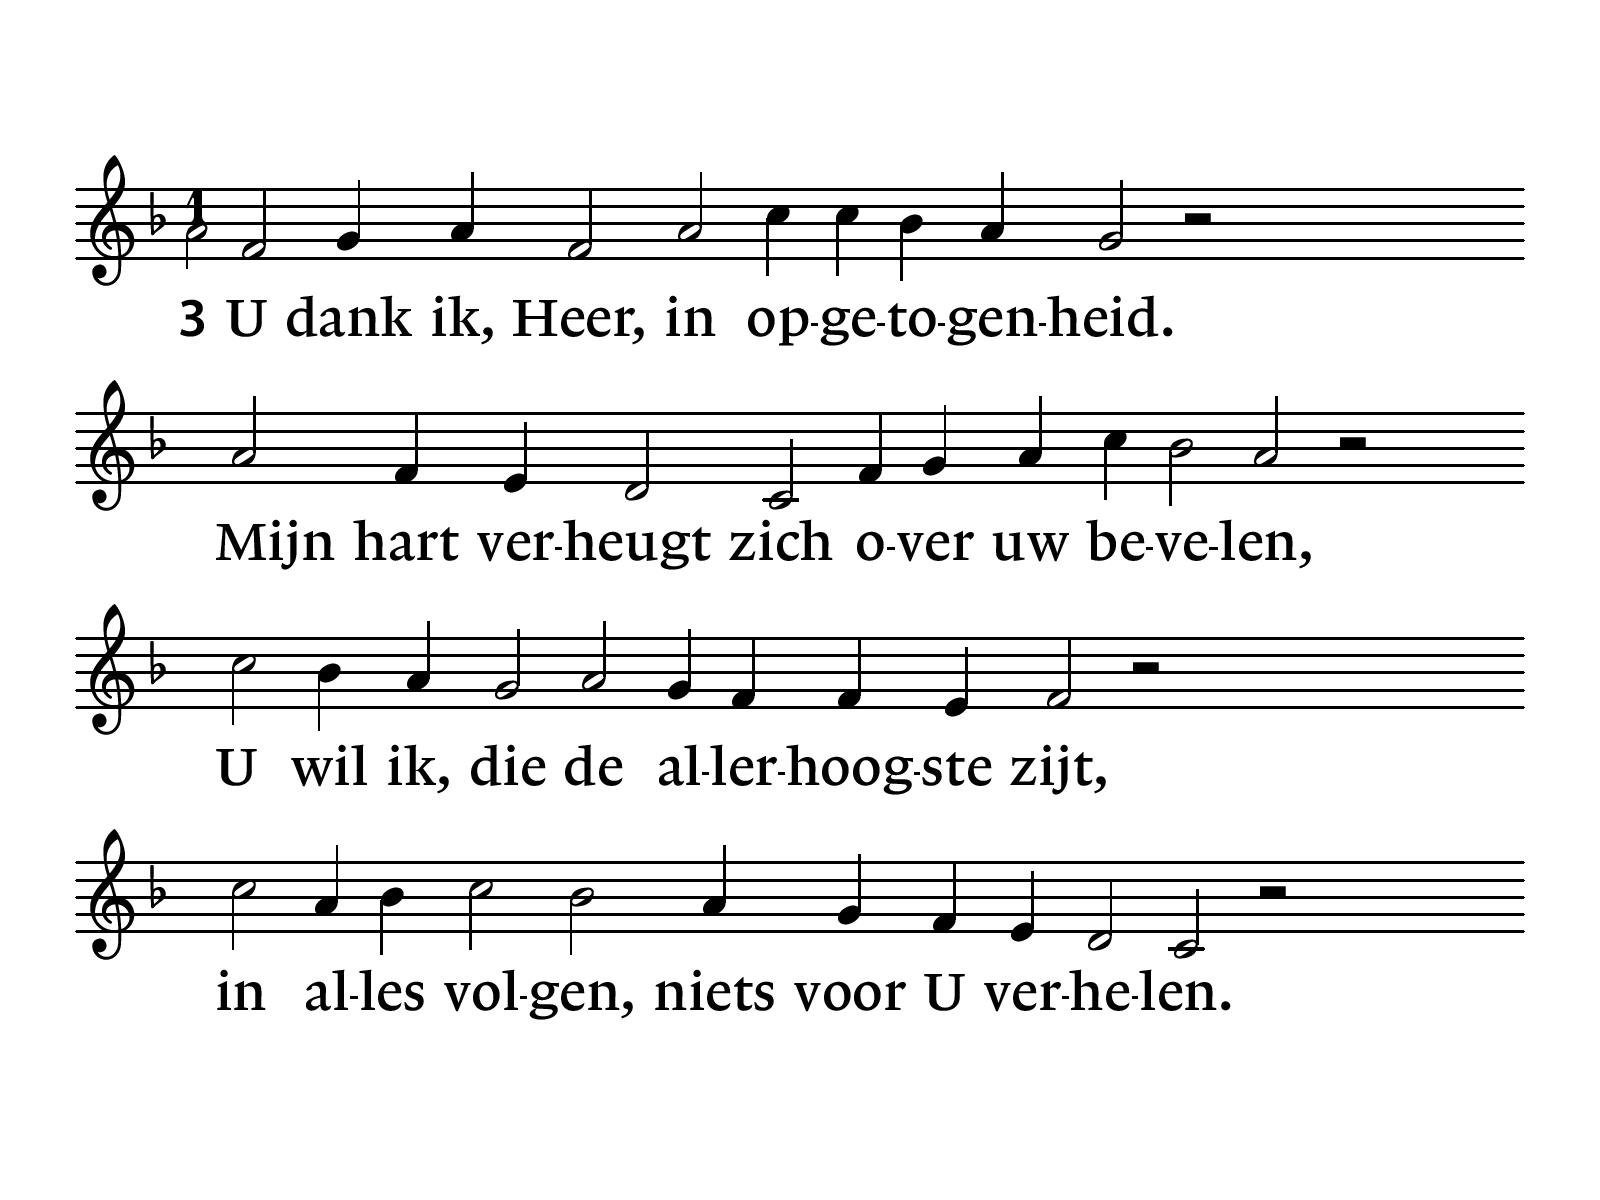 1
3 U dank ik, Heer, in op-ge-to-gen-heid.
Mijn hart ver-heugt zich o-ver uw be-ve-len,
U wil ik, die de al-ler-hoog-ste zijt,
in al-les vol-gen, niets voor U ver-he-len.